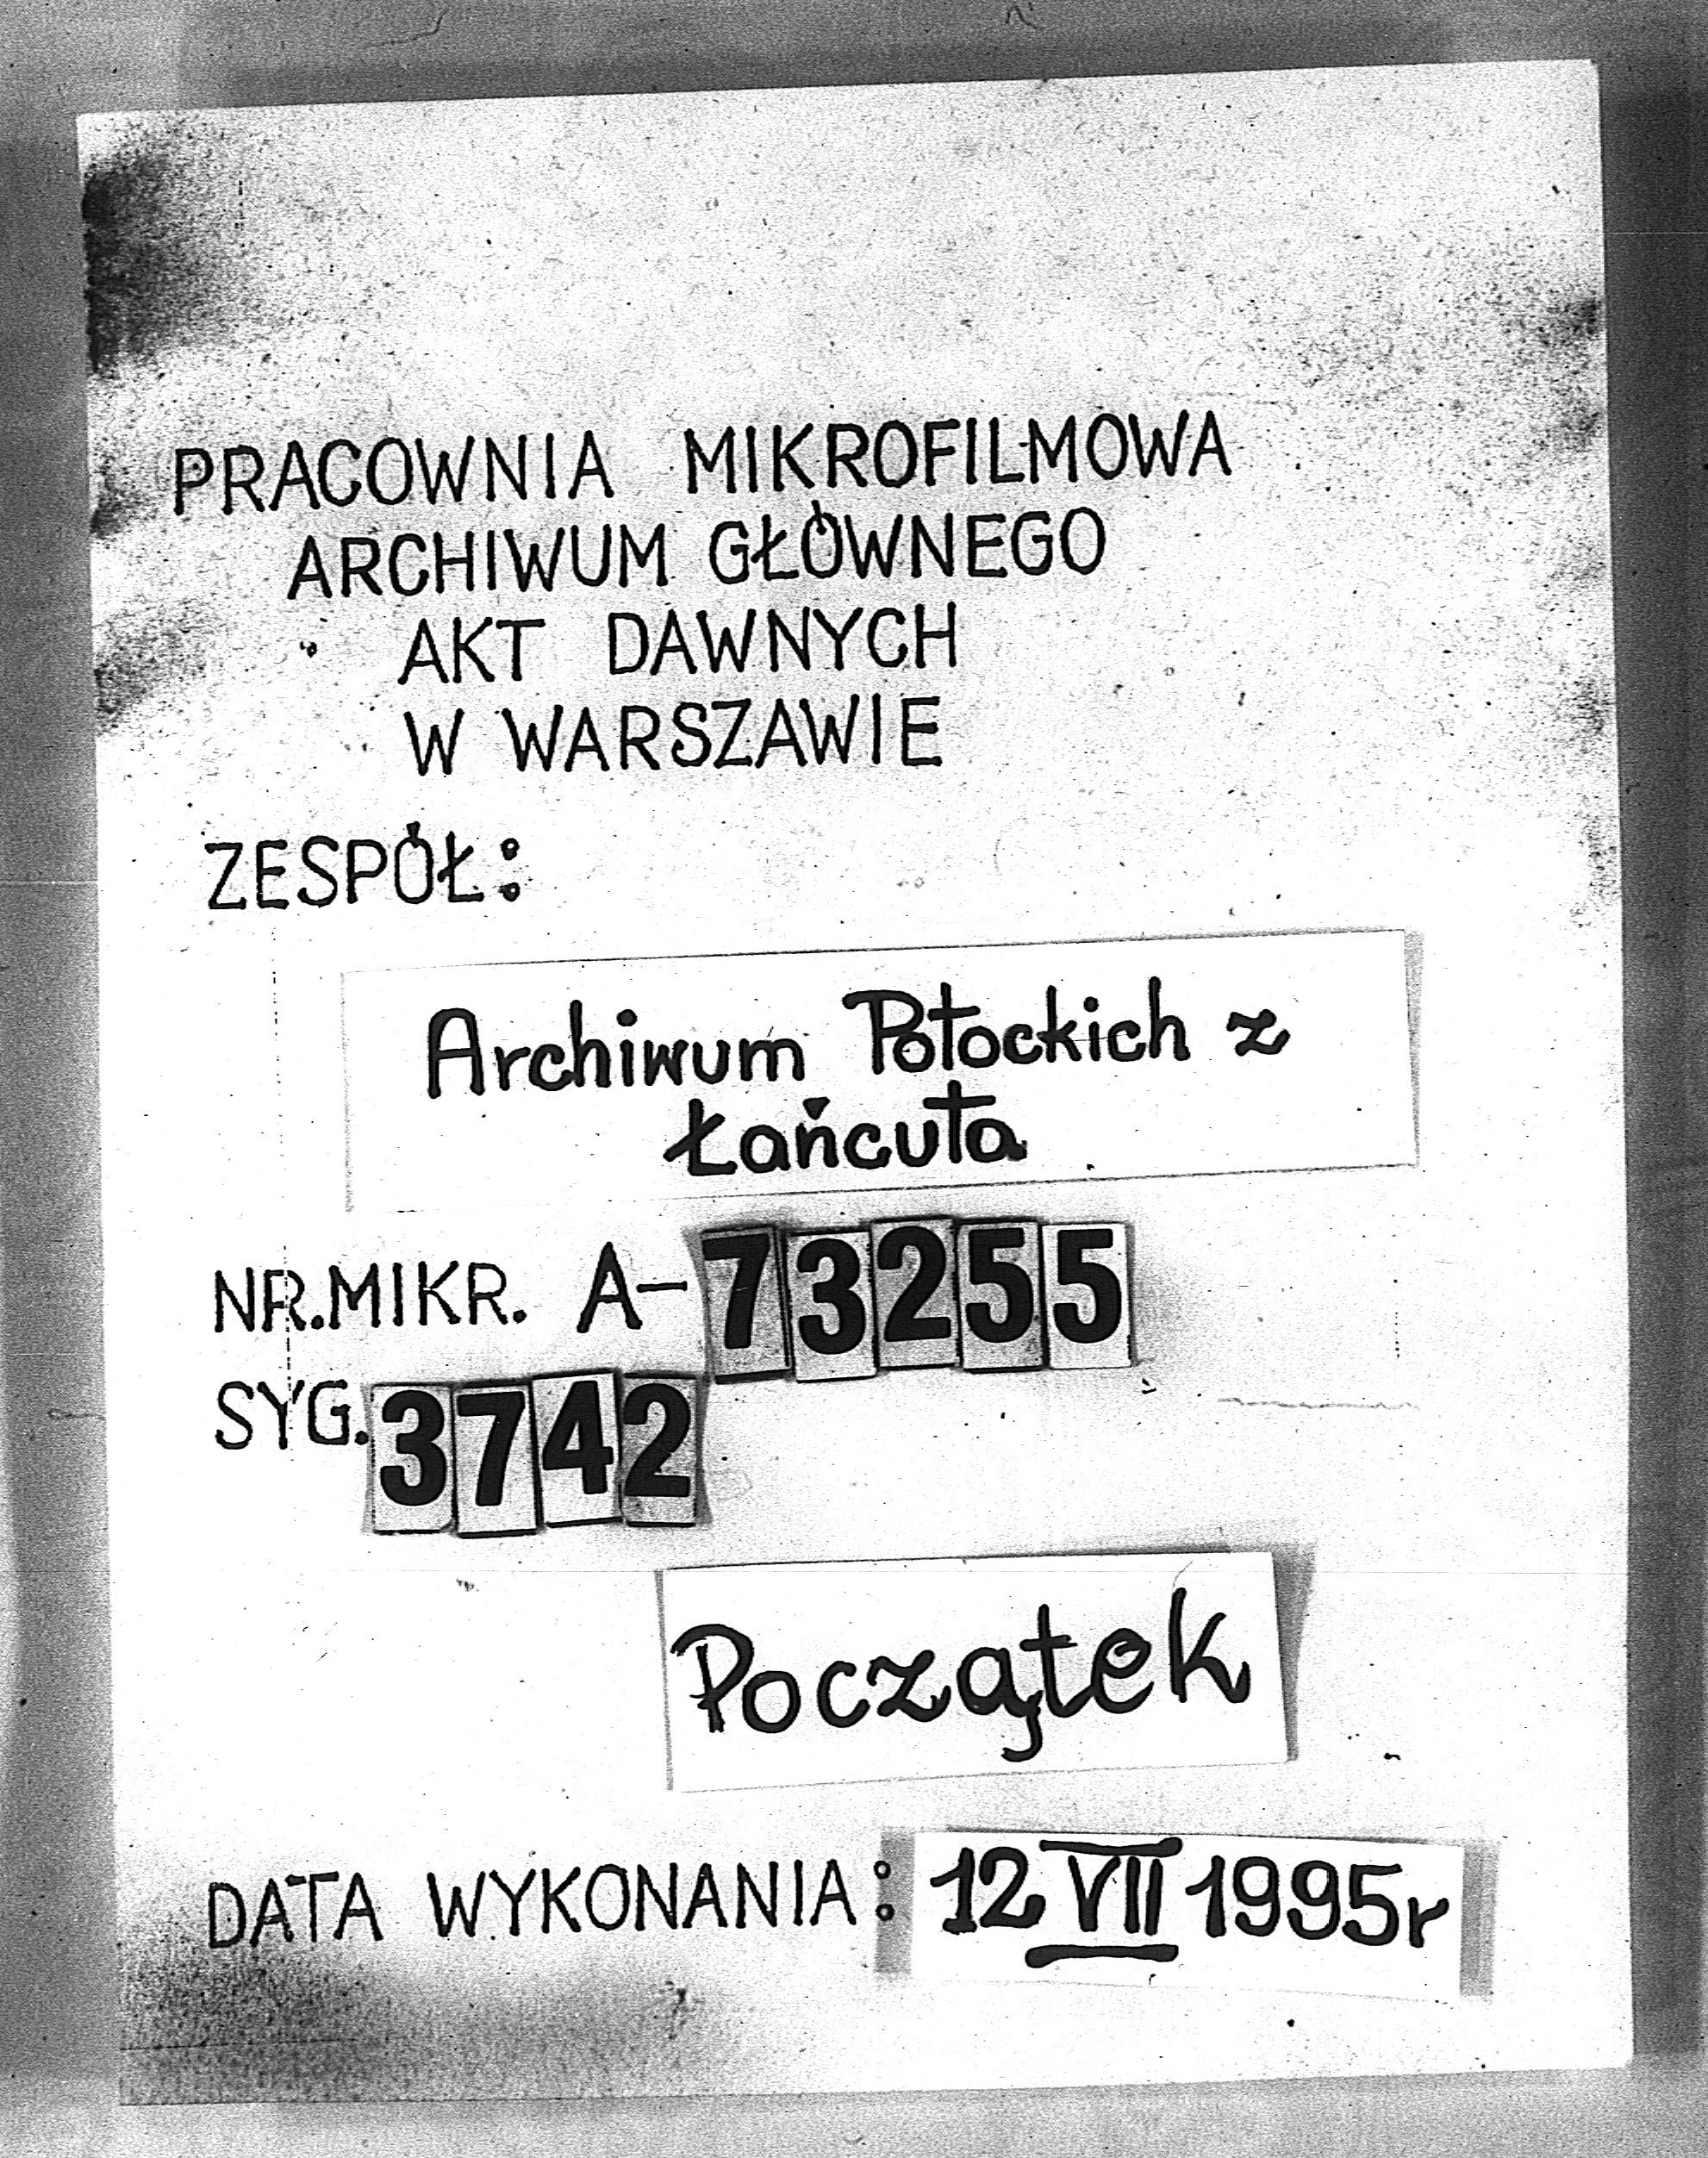 PRACOWNIA MIKROFILMOWA
ARCHIWUM GŁÓWNEGO
AKT DAWNYCH
W WARSZAWIE
ZESPÓŁ:
Archiwum Potockich z
Łańcuta
NR.MIKR. A-73255
SYG. 3742
Początek
DATA WYKONANIA: 12 VII 1995r